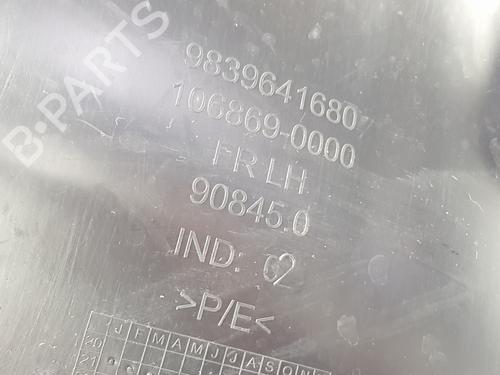 B-PARTS
9839641680
106869-0000
FR LH
90845.0
IND: 02
>P/E<
J F M A M J J A S O N
20
21